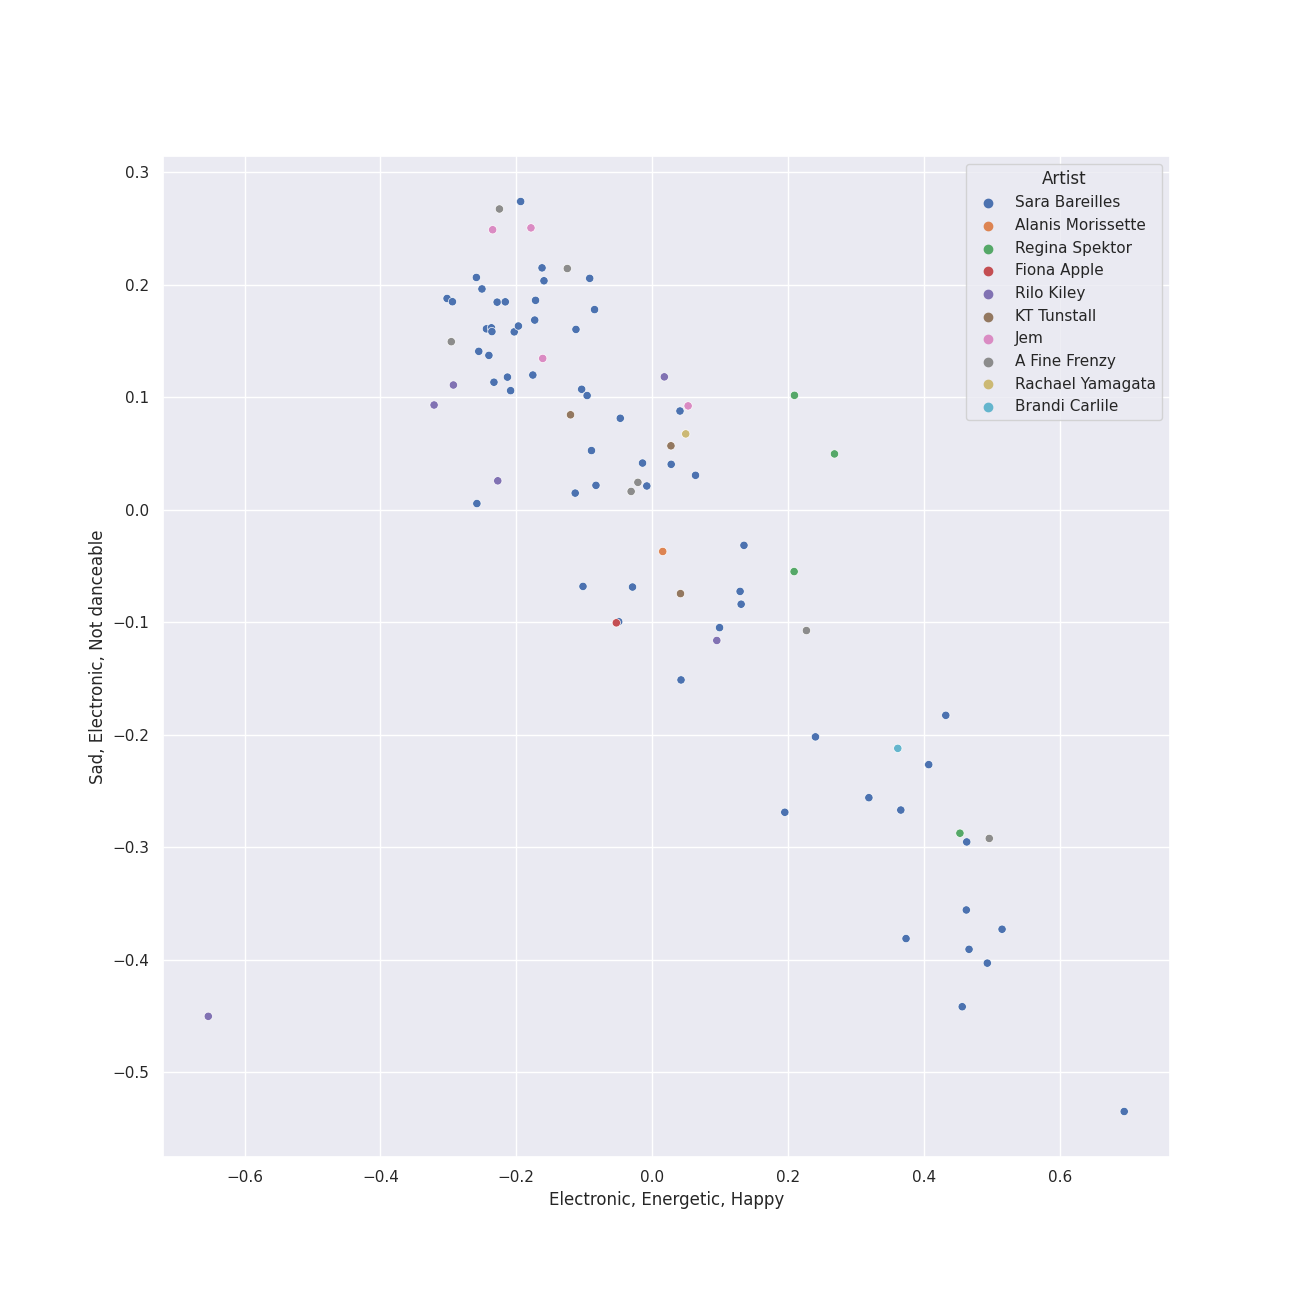 0.3
0.2
0.1
0.0
−0.1
−0.2
−0.3
−0.4
−0.5
Sad, Electronic, Not danceable
Artist
Sara Bareilles
Alanis Morissette
Regina Spektor
Fiona Apple
Rilo Kiley
KT Tunstall
Jem
A Fine Frenzy
Rachael Yamagata
Brandi Carlile
−0.6 −0.4 −0.2 0.0 0.2 0.4 0.6
Electronic, Energetic, Happy